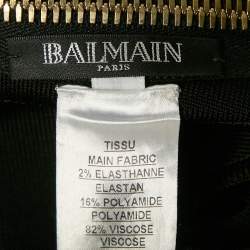 BALMAIN
PARIS
TISSU
MAIN FABRIC
2% ELASTHANNE
ELASTAN
16% POLYAMIDE
POLYAMIDE
82% VISCOSE
VISCOSE